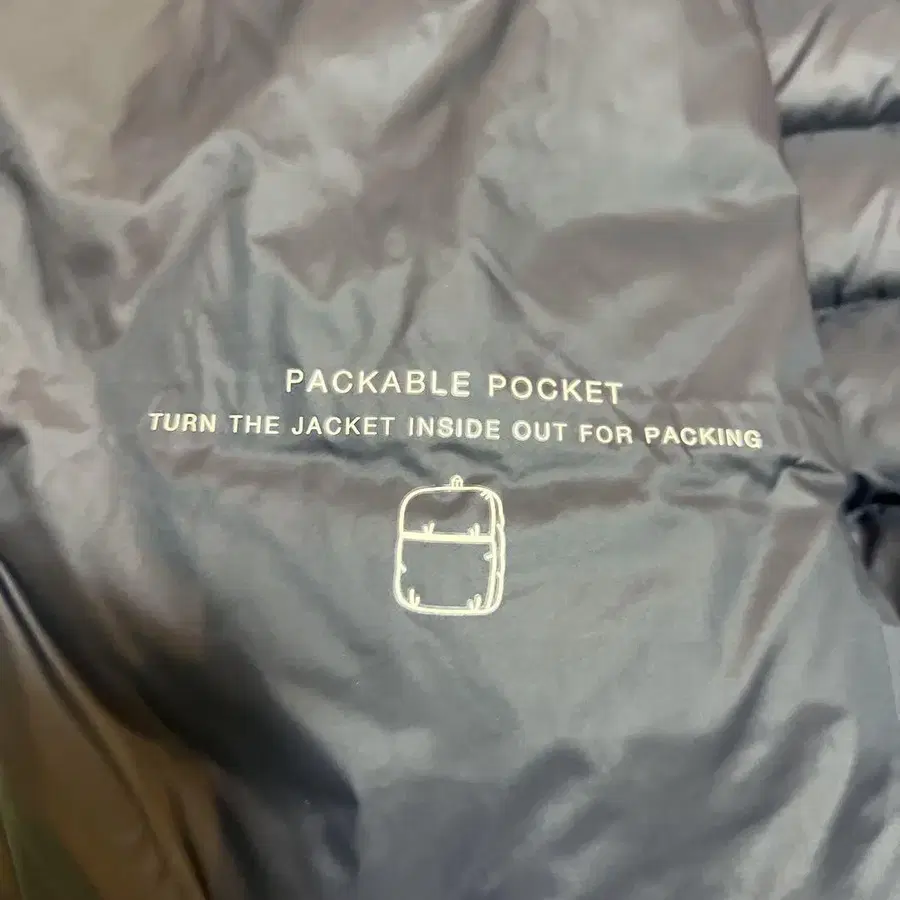 PACKABLE POCKET
TURN THE JACKET INSIDE OUT FOR PACKING